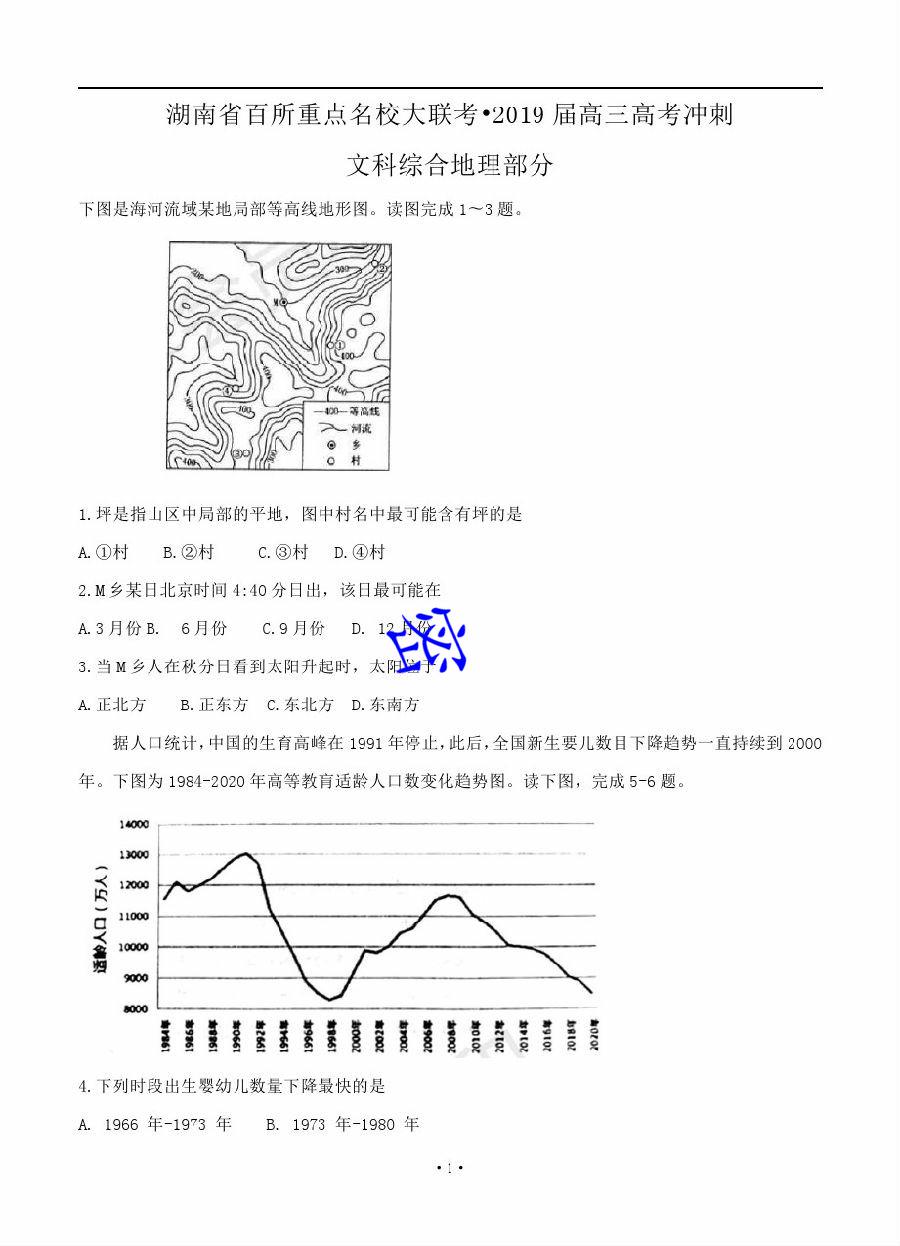 湖南省百所重点名校大联考•2019 届高三高考冲刺
文科综合地理部分
下图是海河流域某地局部等高线地形图。读图完成 1～3 题。
300
②
M
①
400
400
④
400
300
400
③
300
400
—400— 等高线
河流
乡
村
1.坪是指山区中局部的平地，图中村名中最可能含有坪的是
A.①村 B.②村 C.③村 D.④村
2.M 乡某日北京时间 4:40 分日出，该日最可能在
A.3 月份 B. 6 月份 C.9 月份 D. 12 月份
密
3.当 M 乡人在秋分日看到太阳升起时，太阳位于
A.正北方 B.正东方 C.东北方 D.东南方
据人口统计,中国的生育高峰在 1991 年停止,此后,全国新生要儿数目下降趋势一直持续到 2000
年。下图为 1984-2020 年高等教育适龄人口数变化趋势图。读下图，完成 5-6 题。
适龄人口(万人)
14000
13000
12000
11000
10000
9000
8000
1984年 1986年 1988年 1990年 1992年 1994年 1996年 1998年 2000年 2002年 2004年 2006年 2008年 2010年 2012年 2014年 2016年 2018年 2020年
4.下列时段出生婴幼儿数量下降最快的是
A. 1966 年-1973 年 B. 1973 年-1980 年
• 1 •